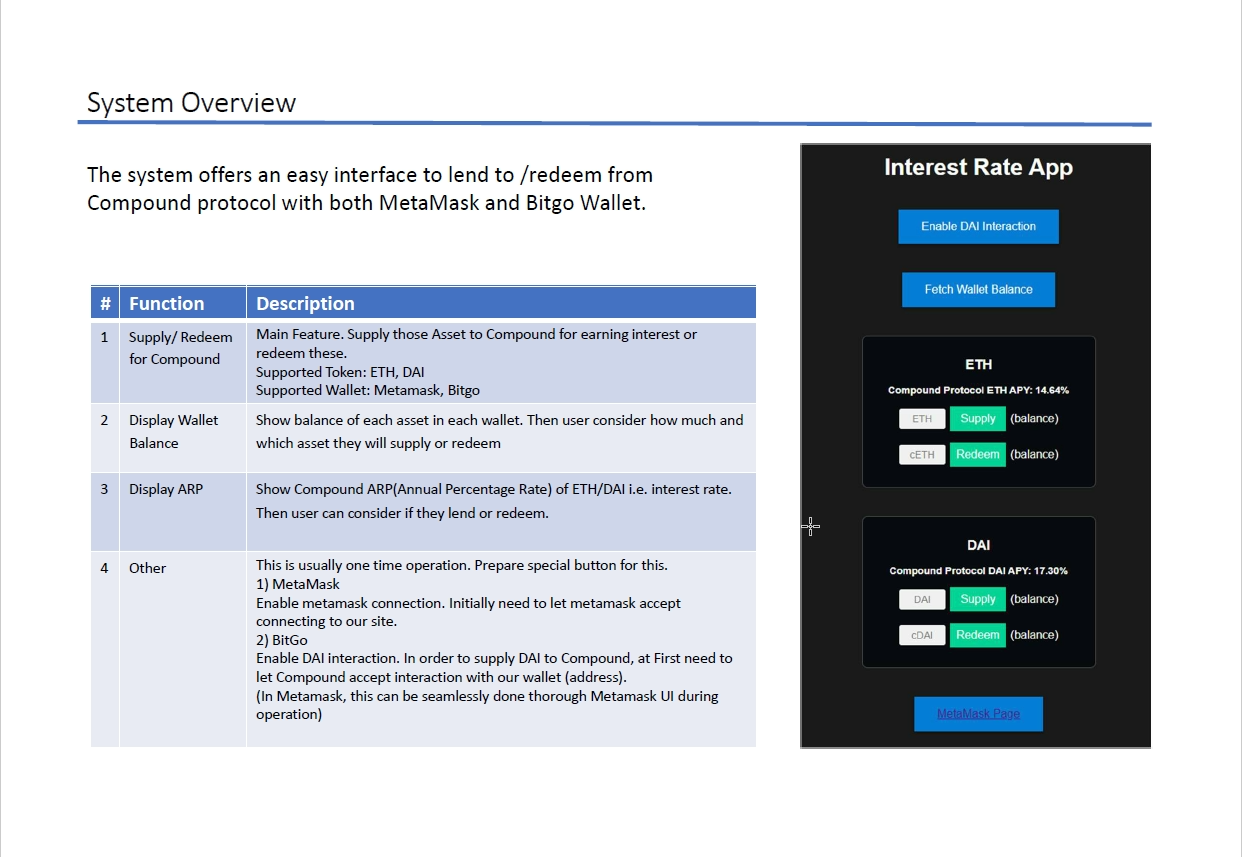 System Overview
The system offers an easy interface to lend to /redeem from
Compound protocol with both MetaMask and Bitgo Wallet.
# Function Description
1 Supply/ Redeem
for Compound
Main Feature. Supply those Asset to Compound for earning interest or
redeem these.
Supported Token: ETH, DAI
Supported Wallet: Metamask, Bitgo
2 Display Wallet
Balance
Show balance of each asset in each wallet. Then user consider how much and
which asset they will supply or redeem
3 Display ARP
Show Compound ARP(Annual Percentage Rate) of ETH/DAI i.e. interest rate.
Then user can consider if they lend or redeem.
4 Other
This is usually one time operation. Prepare special button for this.
1) MetaMask
Enable metamask connection. Initially need to let metamask accept
connecting to our site.
2) BitGo
Enable DAI interaction. In order to supply DAI to Compound, at First need to
let Compound accept interaction with our wallet (address).
(In Metamask, this can be seamlessly done thorough Metamask UI during
operation)
Interest Rate App
Enable DAI Interaction
Fetch Wallet Balance
ETH
Compound Protocol ETH APY: 14.64%
ETH Supply (balance)
cETH Redeem (balance)
DAI
Compound Protocol DAI APY: 17.30%
DAI Supply (balance)
cDAI Redeem (balance)
MetaMask Page